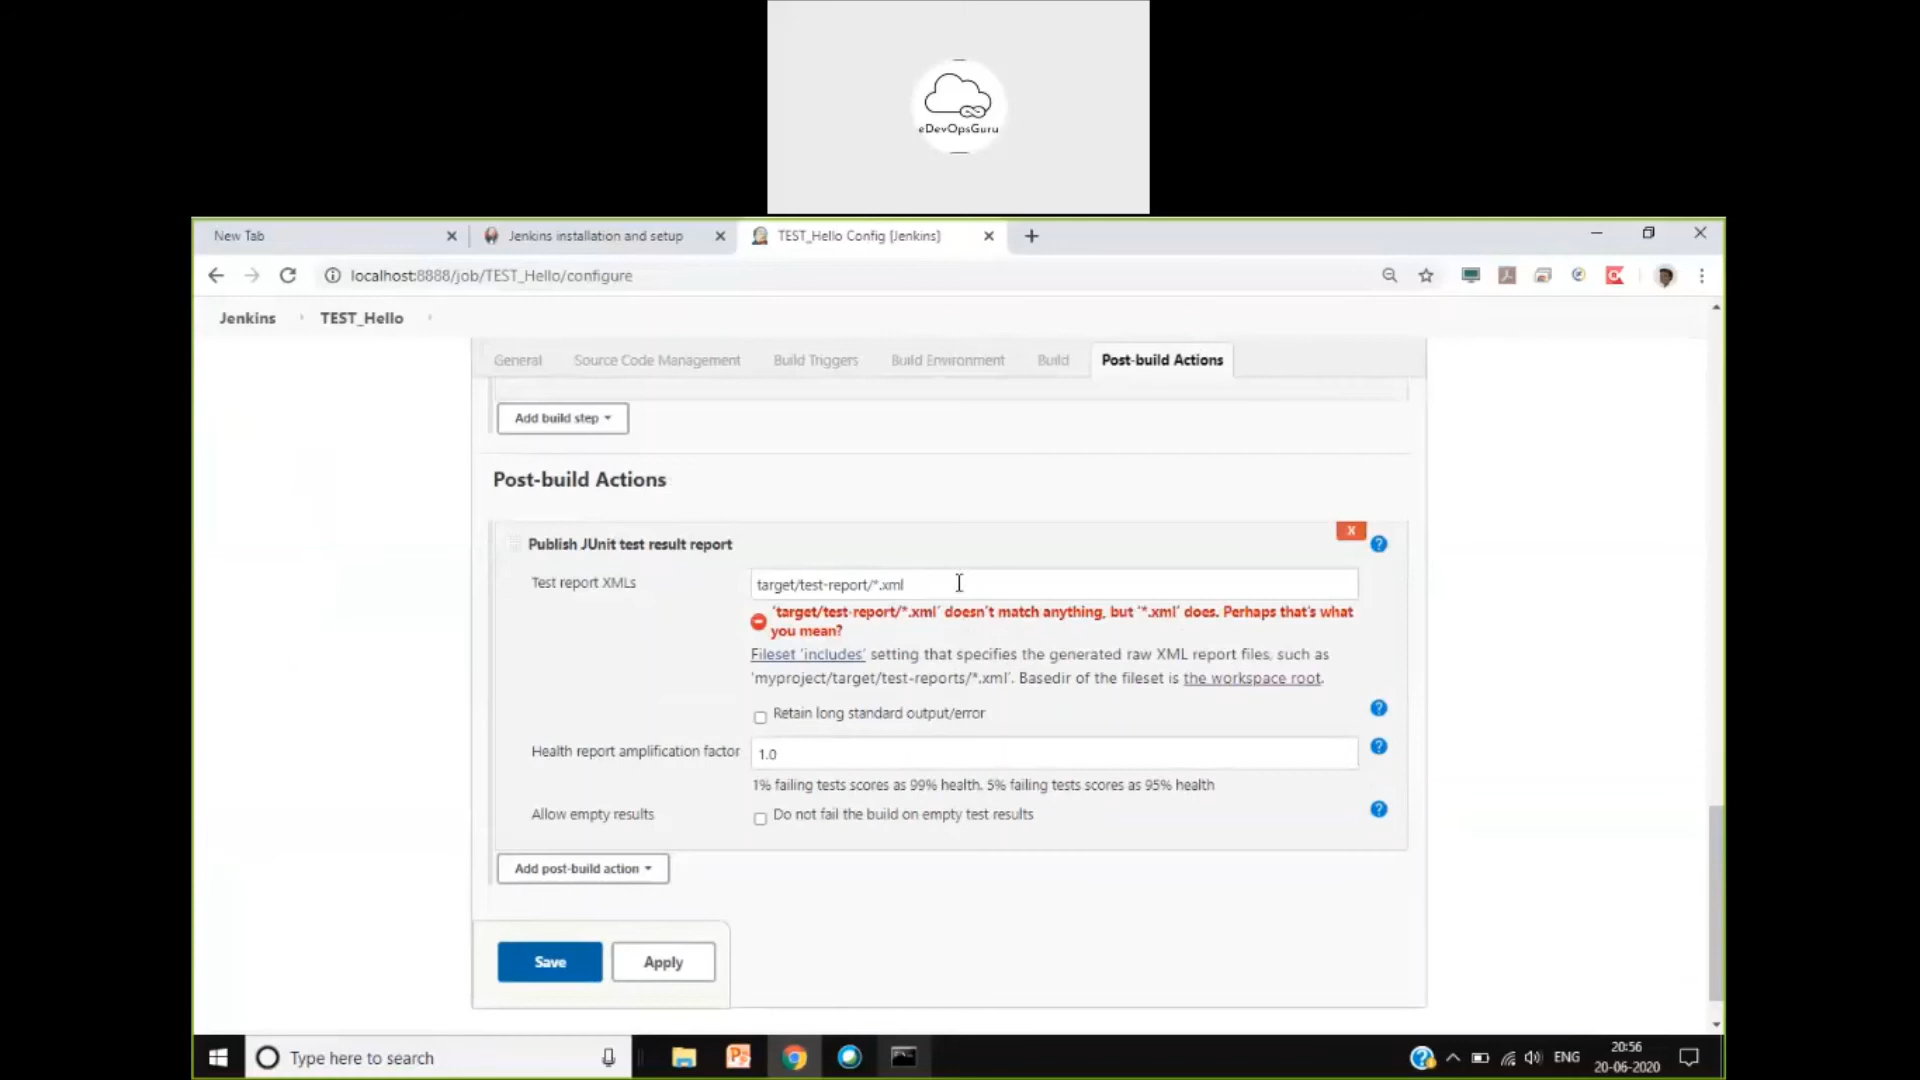 eDevOpsGuru
New Tab
Jenkins installation and setup
TEST_Hello Config [Jenkins]
localhost:8888/job/TEST_Hello/configure
Jenkins
TEST_Hello
General
Source Code Management
Build Triggers
Build Environment
Build
Post-build Actions
Add build step
Post-build Actions
X
Publish JUnit test result report
Test report XMLs
target/test-report/*.xml
'target/test-report/*.xml' doesn't match anything, but '*.xml' does. Perhaps that's what
you mean?
Fileset 'includes' setting that specifies the generated raw XML report files, such as
'myproject/target/test-reports/*.xml'. Basedir of the fileset is the workspace root.
Retain long standard output/error
Health report amplification factor
1.0
1% failing tests scores as 99% health. 5% failing tests scores as 95% health
Allow empty results
Do not fail the build on empty test results
Add post-build action
Save
Apply
Type here to search
ENG
20:56
20-06-2020